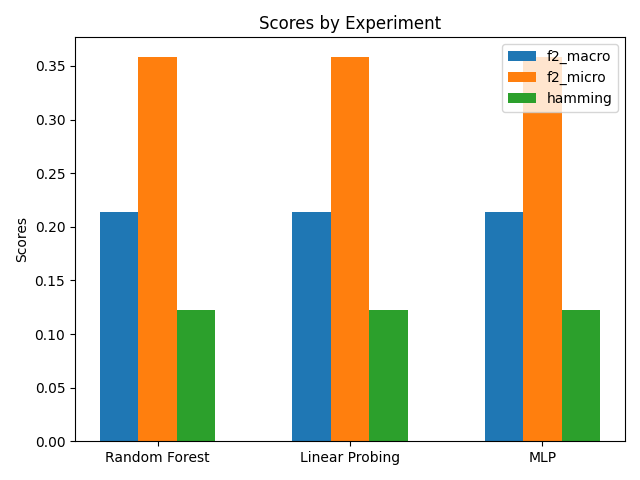 Scores by Experiment
f2_macro
f2_micro
hamming
Scores
0.35
0.30
0.25
0.20
0.15
0.10
0.05
0.00
Random Forest Linear Probing MLP